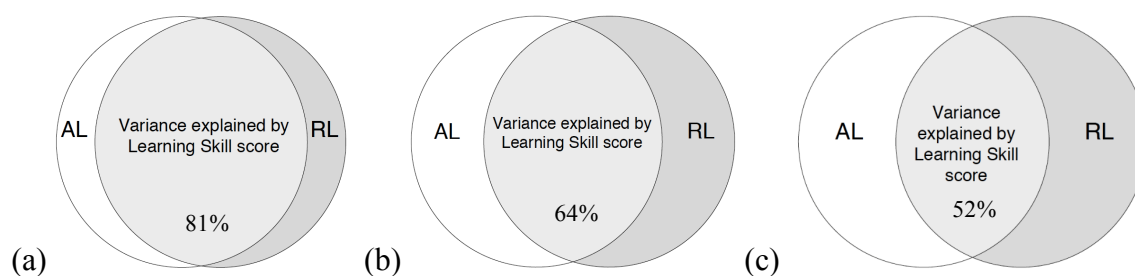 (a)
AL
Variance explained by
Learning Skill score
RL
81%
(b)
AL
Variance explained by
Learning Skill score
RL
64%
(c)
AL
Variance
explained by
Learning Skill
score
RL
52%